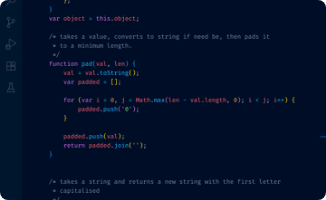 };
}
var object = this.object;
/* takes a value, converts to string if need be, then pads it
* to a minimum length.
*/
function pad(val, len) {
val = val.toString();
var padded = [];
for (var i = 0, j = Math.max(len - val.length, 0); i < j; i++) {
padded.push('0');
}
padded.push(val);
return padded.join('');
}
/* takes a string and returns a new string with the first letter
* capitalised
*/